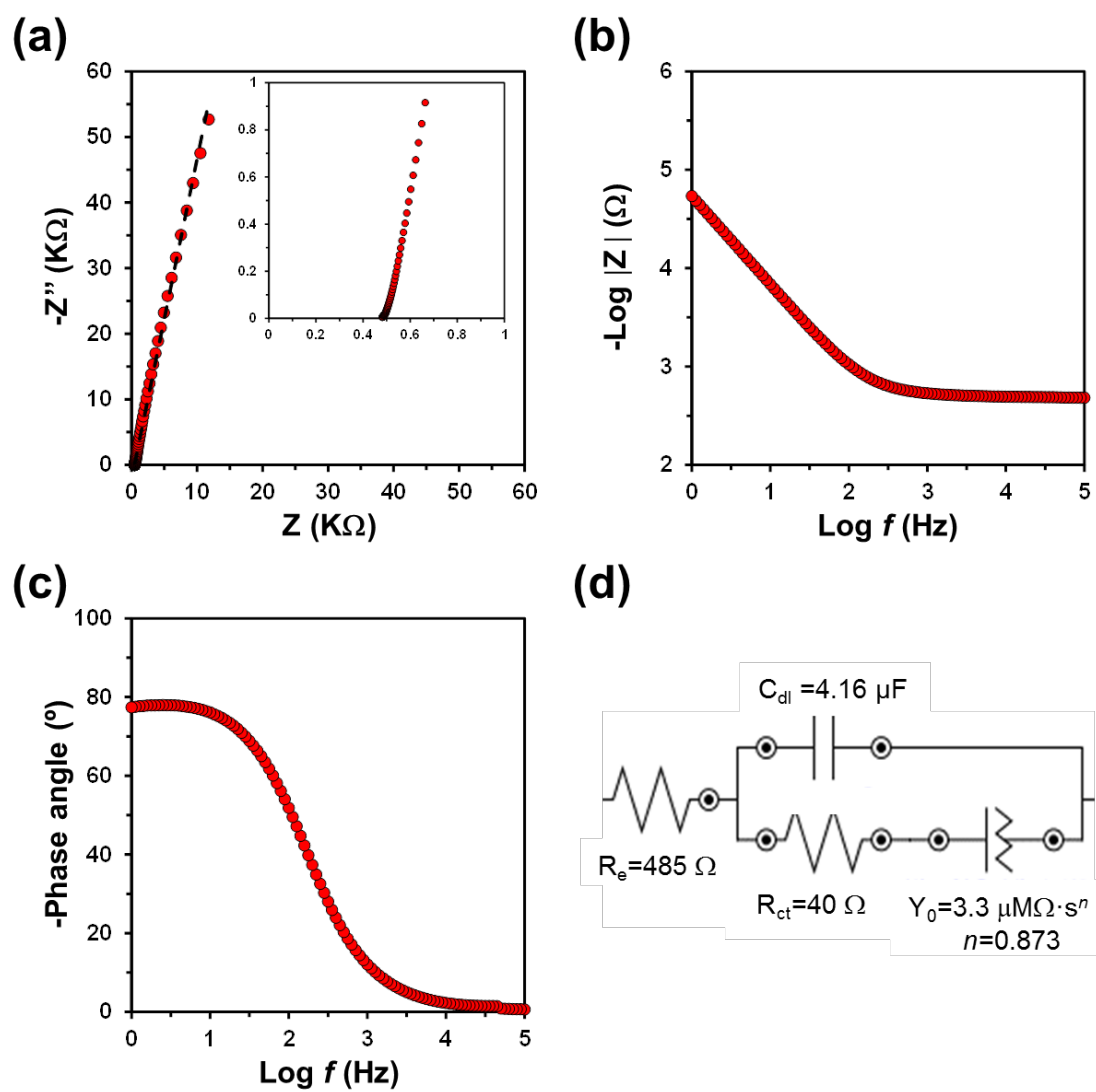 (a)
60
50
40
30
20
10
0
-Z’’ (KΩ)
0 10 20 30 40 50 60
Z (KΩ)
1
0.8
0.6
0.4
0.2
0
0 0.2 0.4 0.6 0.8 1
(b)
6
5
4
3
2
-Log |Z | (Ω)
0 1 2 3 4 5
Log f (Hz)
(c)
100
80
60
40
20
0
-Phase angle (º)
0 1 2 3 4 5
Log f (Hz)
(d)
Cdl =4.16 µF
Re=485 Ω
Rct=40 Ω
Y0=3.3 µMΩ·sⁿ
n=0.873